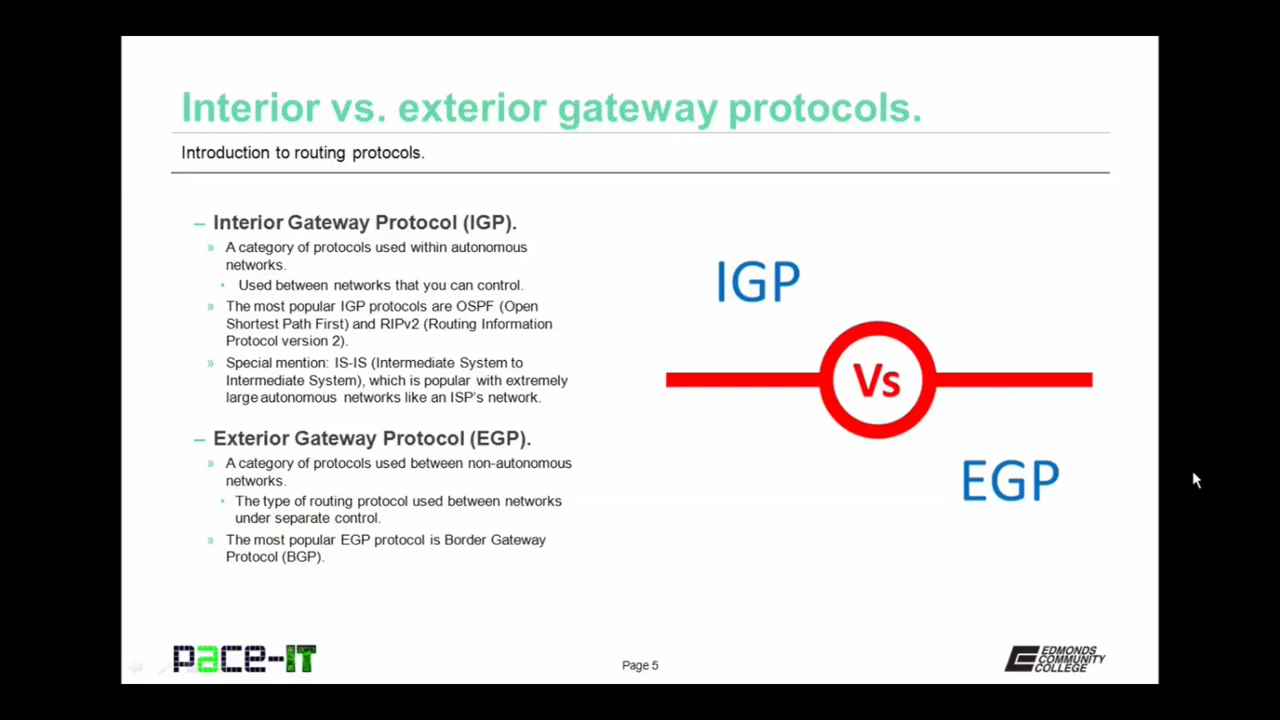 Interior vs. exterior gateway protocols.
Introduction to routing protocols.
– Interior Gateway Protocol (IGP).
» A category of protocols used within autonomous
networks.
• Used between networks that you can control.
» The most popular IGP protocols are OSPF (Open
Shortest Path First) and RIPv2 (Routing Information
Protocol version 2).
» Special mention: IS-IS (Intermediate System to
Intermediate System), which is popular with extremely
large autonomous networks like an ISP's network.
– Exterior Gateway Protocol (EGP).
» A category of protocols used between non-autonomous
networks.
• The type of routing protocol used between networks
under separate control.
» The most popular EGP protocol is Border Gateway
Protocol (BGP).
IGP
Vs
EGP
pace-IT
Page 5
EDMONDS
COMMUNITY
COLLEGE